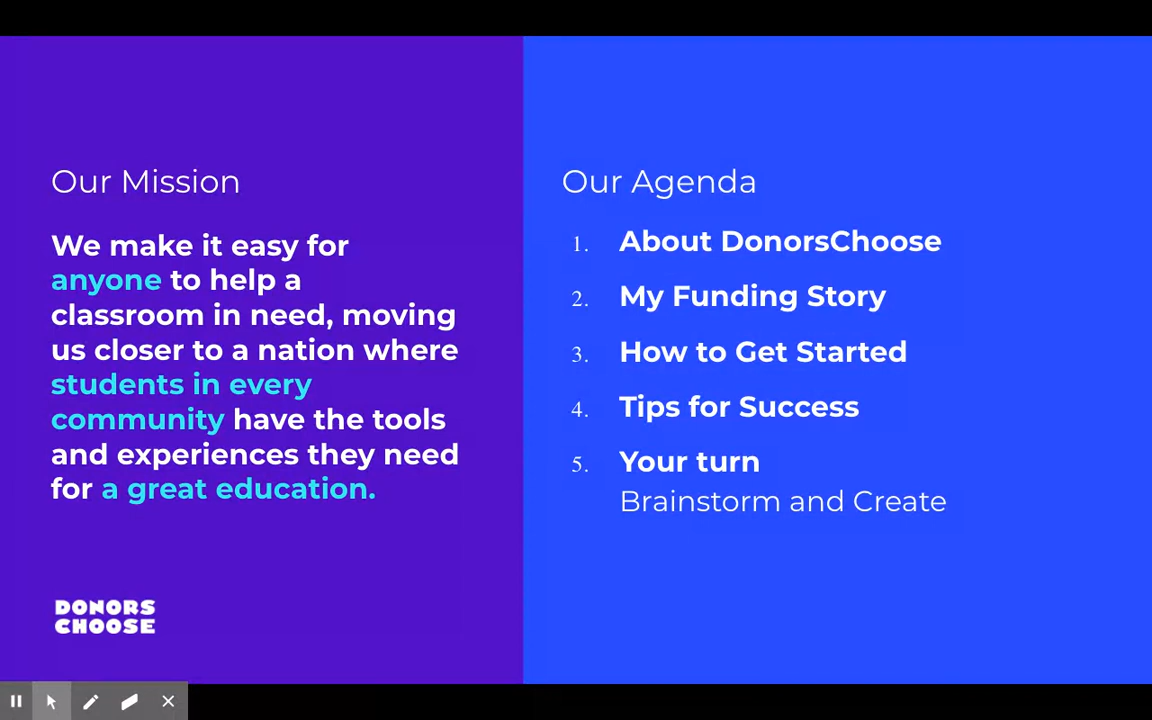 Our Mission
We make it easy for
anyone to help a
classroom in need, moving
us closer to a nation where
students in every
community have the tools
and experiences they need
for a great education.
DONORS
CHOOSE
Our Agenda
1. About DonorsChoose
2. My Funding Story
3. How to Get Started
4. Tips for Success
5. Your turn
Brainstorm and Create